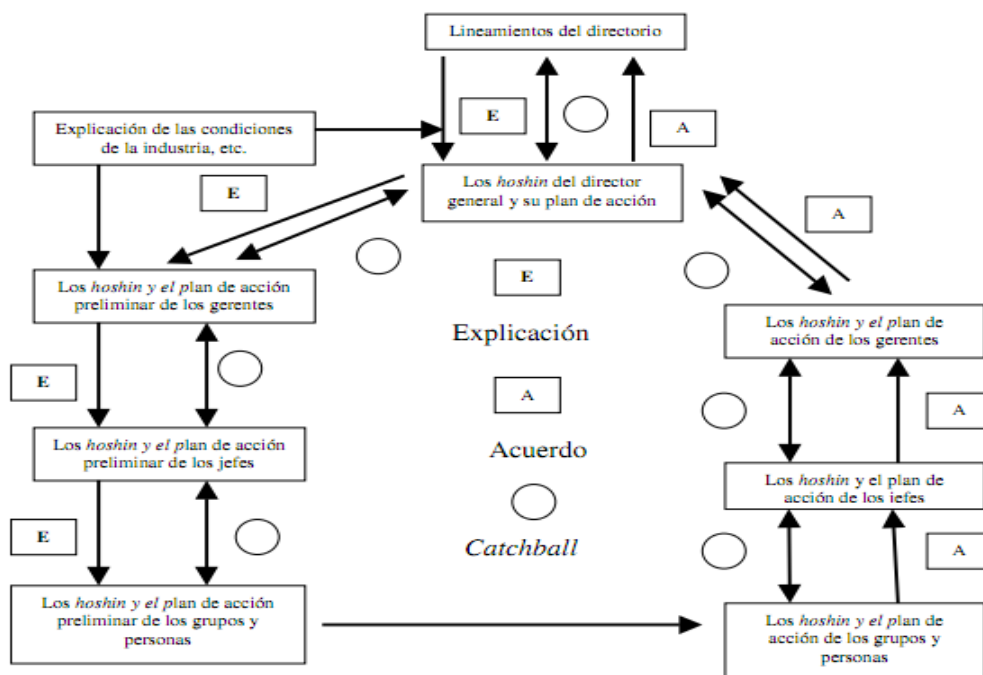 Lineamientos del directorio
E
A
Explicación de las condiciones
de la industria, etc.
E
Los hoshin del director
general y su plan de acción
A
E
Explicación
A
Acuerdo
Catchball
Los hoshin y el plan de acción
preliminar de los gerentes
E
Los hoshin y el plan de acción
preliminar de los jefes
E
Los hoshin y el plan de acción
preliminar de los grupos y
personas
Los hoshin y el plan de
acción de los gerentes
A
Los hoshin y el plan de
acción de los iefes
A
Los hoshin y el plan de
acción de los grupos y
personas